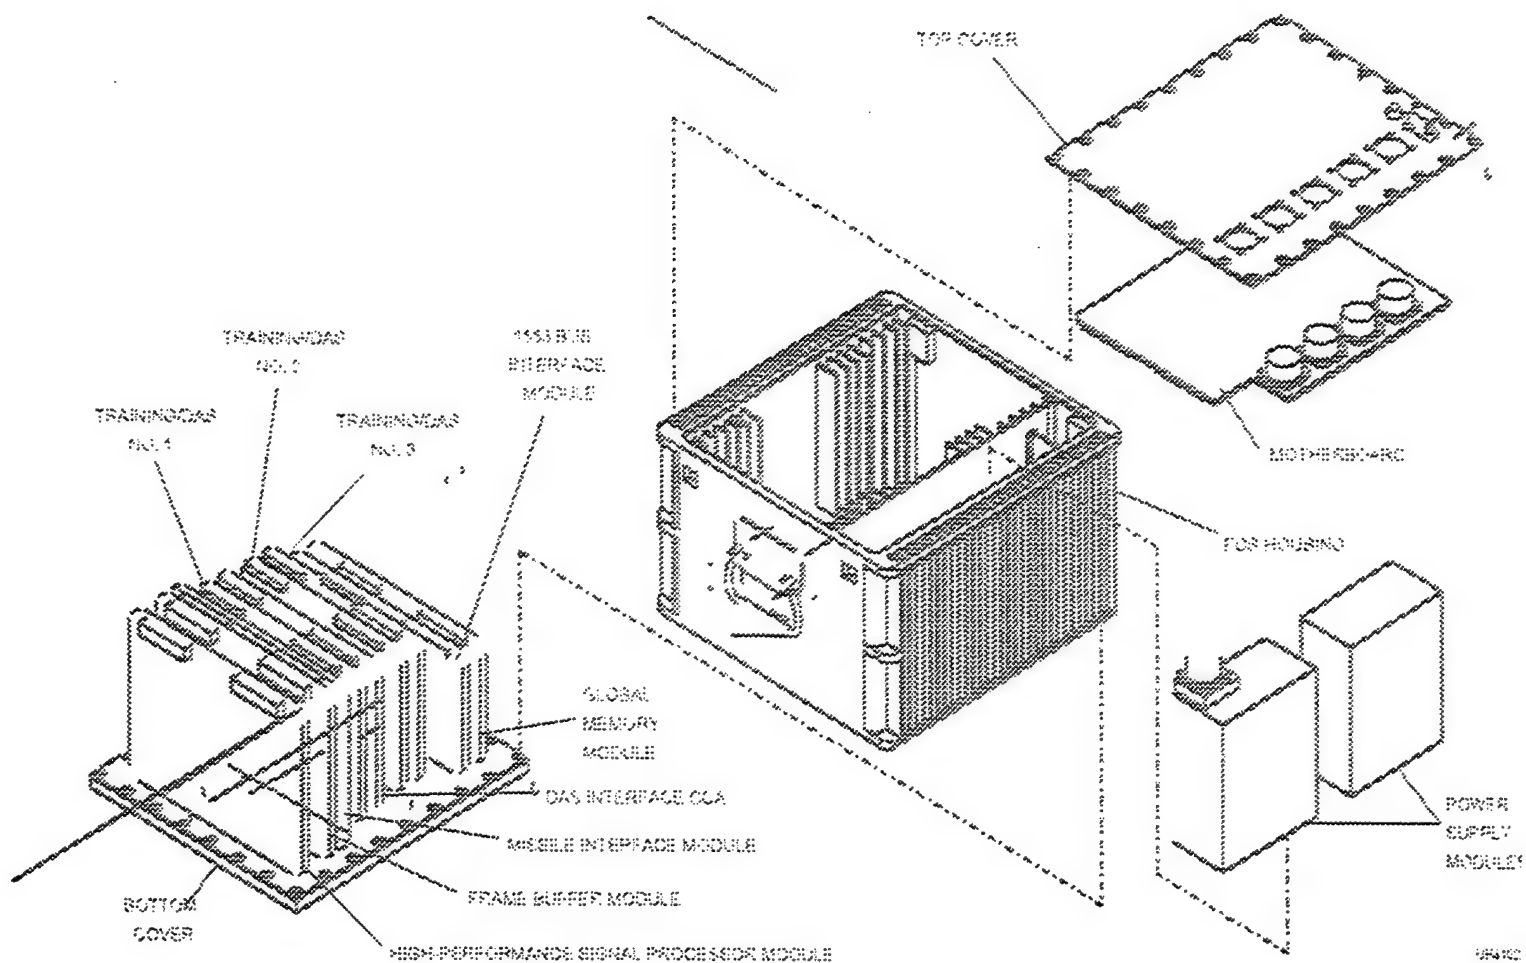 TOP COVER
TRAINING/DAS
NO. 2
1553 BUS
INTERFACE
MODULE
TRAINING/DAS
NO. 1
TRAINING/DAS
NO. 3
MOTHERBOARD
HOUSING
GLOBAL
MEMORY
MODULE
DAS INTERFACE CCA
POWER
SUPPLY
MODULES
MISSILE INTERFACE MODULE
FRAME BUFFER MODULE
BOTTOM
COVER
HIGH-PERFORMANCE SIGNAL PROCESSOR MODULE